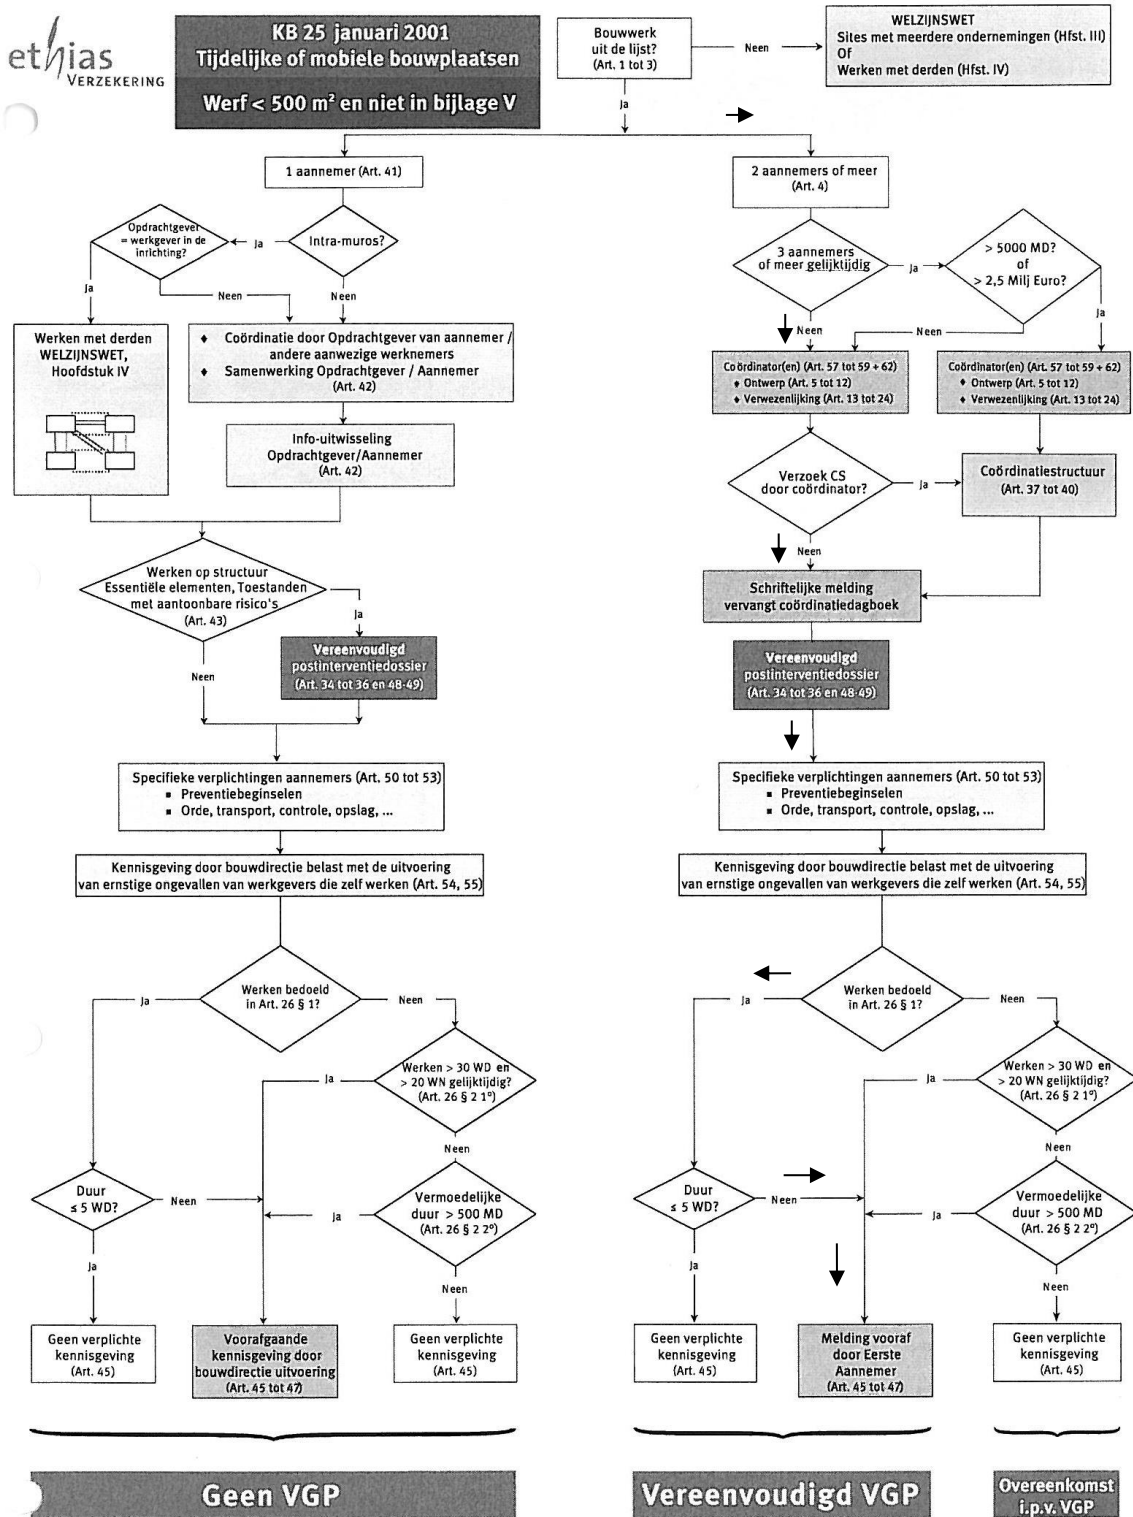 ethias
VERZEKERING
KB 25 januari 2001
Tijdelijke of mobiele bouwplaatsen
Werf < 500 m² en niet in bijlage V
Bouwwerk
uit de lijst?
(Art. 1 tot 3)
Neen
WELZIJNSWET
Sites met meerdere ondernemingen (Hfst. III)
Of
Werken met derden (Hfst. IV)
Ja
1 aannemer (Art. 41)
Intra-muros?
Ja
Opdrachtgever
= werkgever in de
inrichting?
Ja
Neen
Neen
Werken met derden
WELZIJNSWET,
Hoofdstuk IV
♦ Coördinatie door Opdrachtgever van aannemer /
andere aanwezige werknemers
♦ Samenwerking Opdrachtgever / Aannemer
(Art. 42)
Info-uitwisseling
Opdrachtgever/Aannemer
(Art. 42)
Werken op structuur
Essentiële elementen, Toestanden
met aantoonbare risico's
(Art. 43)
Ja
Neen
Vereenvoudigd
postinterventiedossier
(Art. 34 tot 36 en 48-49)
Specifieke verplichtingen aannemers (Art. 50 tot 53)
▪ Preventiebeginselen
▪ Orde, transport, controle, opslag, ...
Kennisgeving door bouwdirectie belast met de uitvoering
van ernstige ongevallen van werkgevers die zelf werken (Art. 54, 55)
Werken bedoeld
in Art. 26 § 1?
Ja
Neen
Werken > 30 WD en
> 20 WN gelijktijdig?
(Art. 26 § 2 1°)
Ja
Neen
Duur
≤ 5 WD?
Neen
Vermoedelijke
duur > 500 MD
(Art. 26 § 2 2°)
Ja
Ja
Neen
Geen verplichte
kennisgeving
(Art. 45)
Voorafgaande
kennisgeving door
bouwdirectie uitvoering
(Art. 45 tot 47)
Geen verplichte
kennisgeving
(Art. 45)
Geen VGP
2 aannemers of meer
(Art. 4)
3 aannemers
of meer gelijktijdig
Ja
> 5000 MD?
of
> 2,5 Milj Euro?
Neen
Neen
Ja
Coördinator(en) (Art. 57 tot 59 + 62)
♦ Ontwerp (Art. 5 tot 12)
♦ Verwezenlijking (Art. 13 tot 24)
Coördinator(en) (Art. 57 tot 59 + 62)
♦ Ontwerp (Art. 5 tot 12)
♦ Verwezenlijking (Art. 13 tot 24)
Verzoek CS
door coördinator?
Ja
Coördinatiestructuur
(Art. 37 tot 40)
Neen
Schriftelijke melding
vervangt coördinatiedagboek
Vereenvoudigd
postinterventiedossier
(Art. 34 tot 36 en 48-49)
Specifieke verplichtingen aannemers (Art. 50 tot 53)
▪ Preventiebeginselen
▪ Orde, transport, controle, opslag, ...
Kennisgeving door bouwdirectie belast met de uitvoering
van ernstige ongevallen van werkgevers die zelf werken (Art. 54, 55)
Werken bedoeld
in Art. 26 § 1?
Ja
Neen
Werken > 30 WD en
> 20 WN gelijktijdig?
(Art. 26 § 2 1°)
Ja
Neen
Duur
≤ 5 WD?
Neen
Vermoedelijke
duur > 500 MD
(Art. 26 § 2 2°)
Ja
Ja
Neen
Geen verplichte
kennisgeving
(Art. 45)
Melding vooraf
door Eerste
Aannemer
(Art. 45 tot 47)
Geen verplichte
kennisgeving
(Art. 45)
Vereenvoudigd VGP
Overeenkomst
i.p.v. VGP